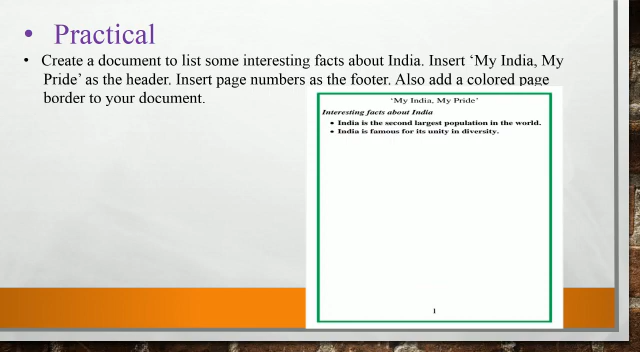 • Practical
• Create a document to list some interesting facts about India. Insert ‘My India, My
Pride’ as the header. Insert page numbers as the footer. Also add a colored page
border to your document.
‘My India, My Pride’
Interesting facts about India
• India is the second largest population in the world.
• India is famous for its unity in diversity.
1